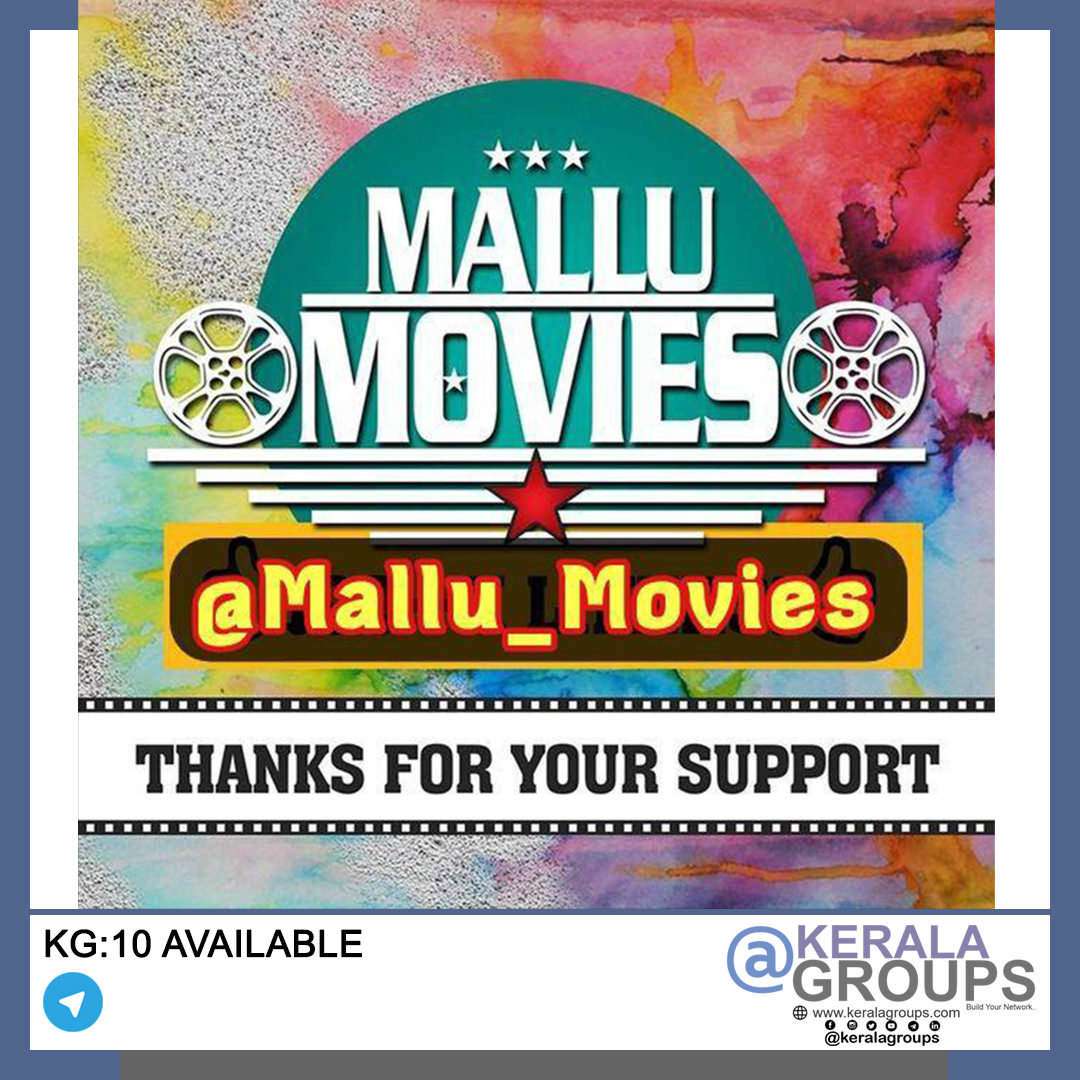 MALLU
MOVIES
@Mallu_Movies
THANKS FOR YOUR SUPPORT
KG:10 AVAILABLE
@KERALA
GROUPS
Build Your Network..
www.keralagroups.com
@keralagroups